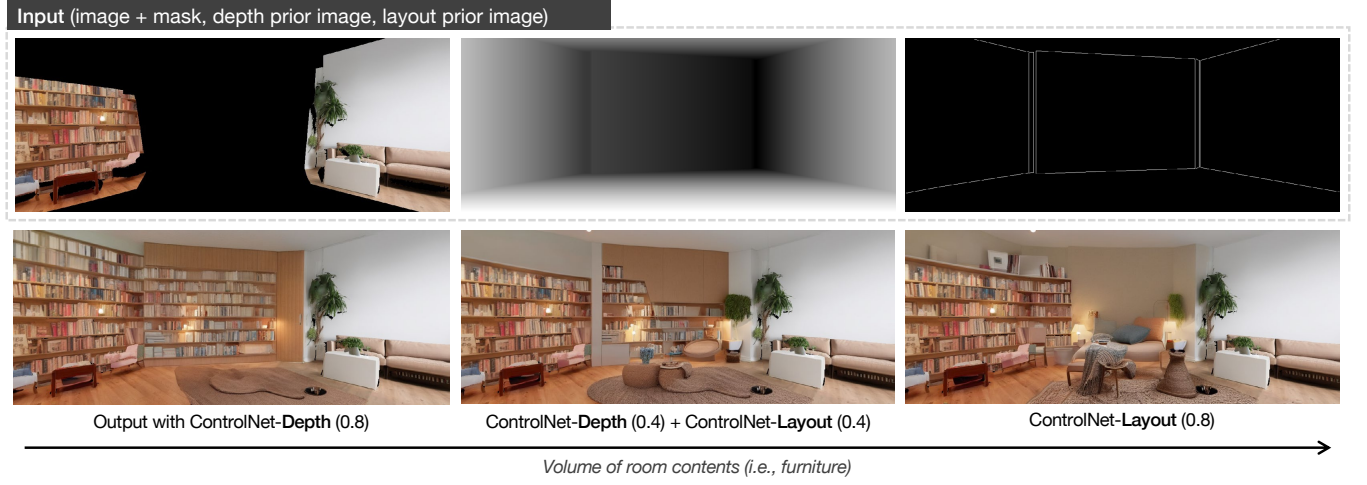 Input (image + mask, depth prior image, layout prior image)
Output with ControlNet-Depth (0.8)
ControlNet-Depth (0.4) + ControlNet-Layout (0.4)
ControlNet-Layout (0.8)
Volume of room contents (i.e., furniture)